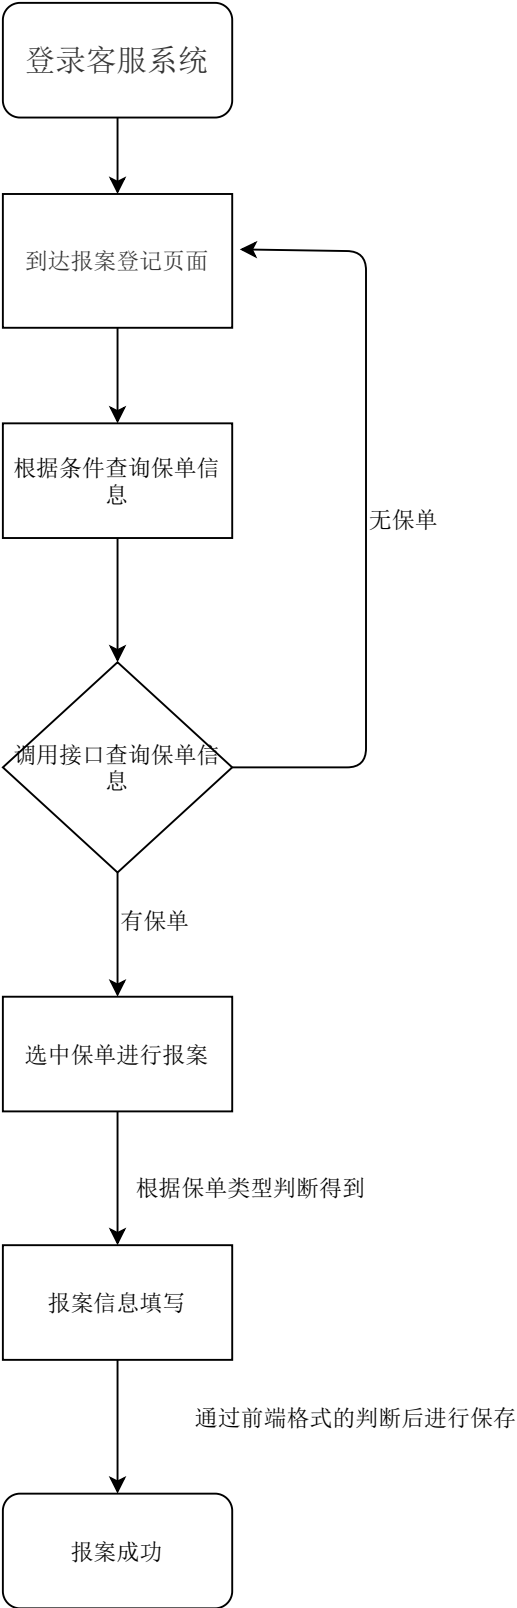 登录客服系统
到达报案登记页面
根据条件查询保单信
息
无保单
调用接口查询保单信
息
有保单
选中保单进行报案
根据保单类型判断得到
报案信息填写
通过前端格式的判断后进行保存
报案成功